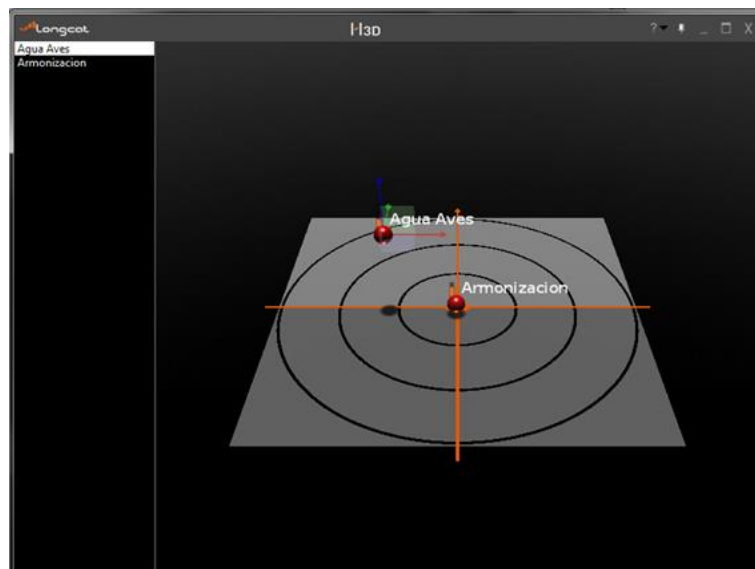 Longcat
H3D
? _ X
Agua Aves
Armonizacion
Agua Aves
Armonizacion